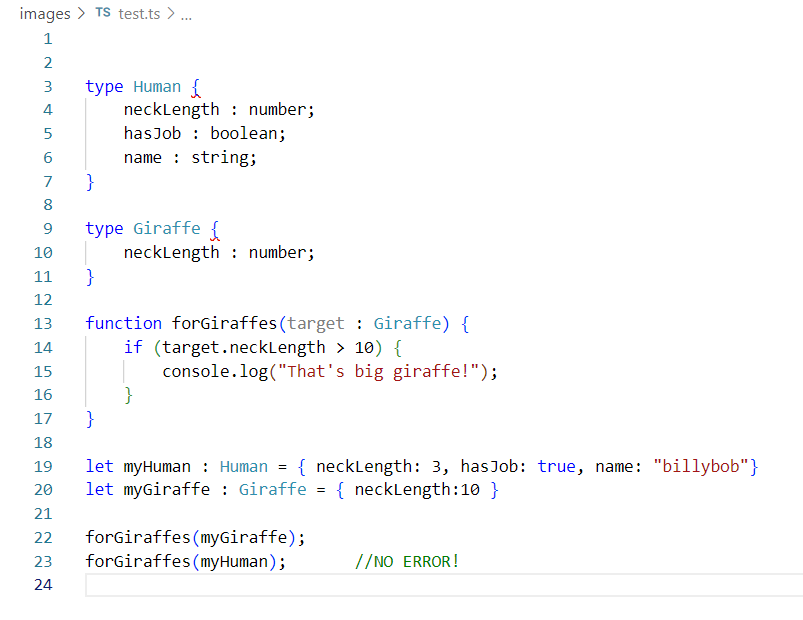 images > TS test.ts > ...
1
2
3 type Human {
4 neckLength : number;
5 hasJob : boolean;
6 name : string;
7 }
8
9 type Giraffe {
10 neckLength : number;
11 }
12
13 function forGiraffes(target : Giraffe) {
14 if (target.neckLength > 10) {
15 console.log("That's big giraffe!");
16 }
17 }
18
19 let myHuman : Human = { neckLength: 3, hasJob: true, name: "billybob"}
20 let myGiraffe : Giraffe = { neckLength:10 }
21
22 forGiraffes(myGiraffe);
23 forGiraffes(myHuman); //NO ERROR!
24